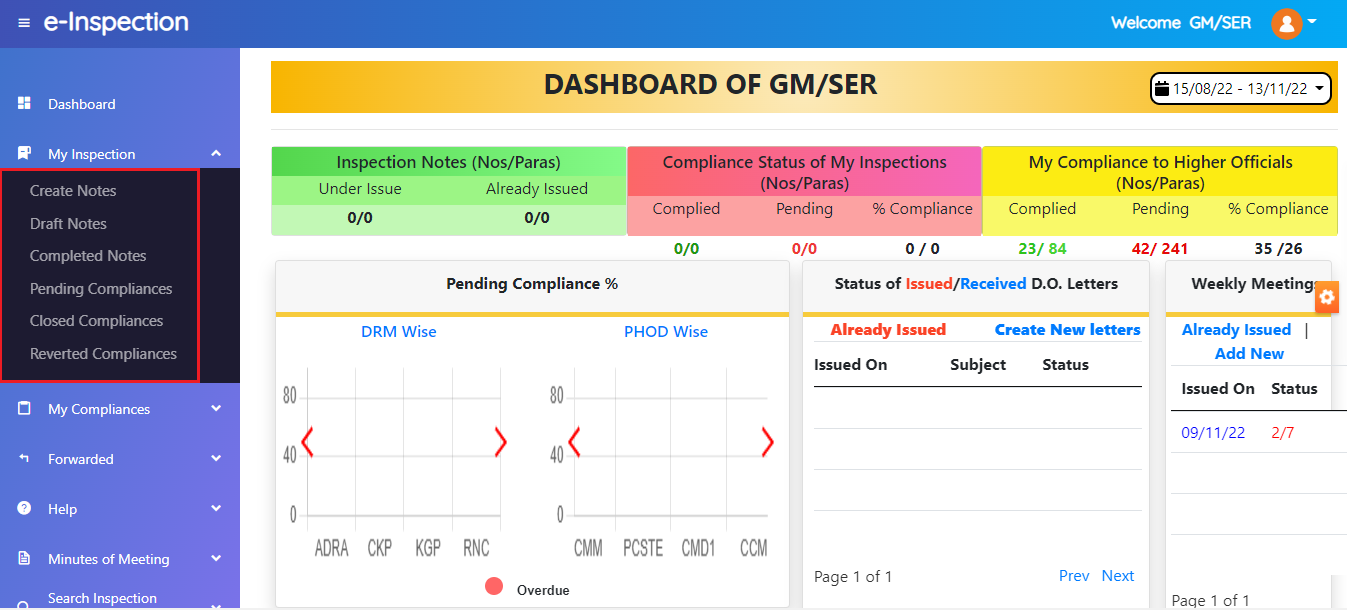 e-Inspection
Welcome GM/SER
Dashboard
My Inspection
Create Notes
Draft Notes
Completed Notes
Pending Compliances
Closed Compliances
Reverted Compliances
My Compliances
Forwarded
Help
Minutes of Meeting
Search Inspection
DASHBOARD OF GM/SER
15/08/22 - 13/11/22
Inspection Notes (Nos/Paras)
Under Issue Already Issued
0/0 0/0
Compliance Status of My Inspections
(Nos/Paras)
Complied Pending % Compliance
0/0 0/0 0 / 0
My Compliance to Higher Officials
(Nos/Paras)
Complied Pending % Compliance
23/ 84 42/ 241 35 /26
Pending Compliance %
DRM Wise
80
40
0
ADRA CKP KGP RNC
PHOD Wise
80
40
0
CMM PCSTE CMD1 CCM
Overdue
Status of Issued/Received D.O. Letters
Already Issued Create New letters
Issued On Subject Status
Page 1 of 1 Prev Next
Weekly Meeting
Already Issued |
Add New
Issued On Status
09/11/22 2/7
Page 1 of 1